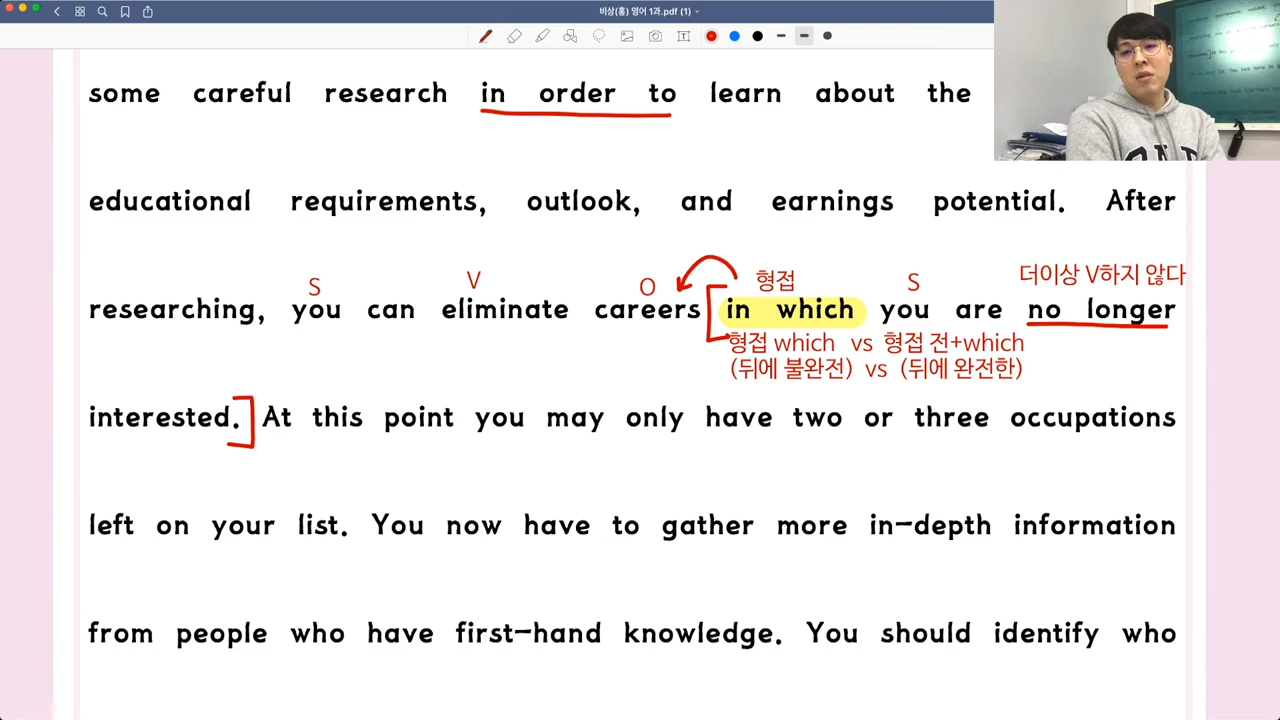 비상(홍) 영어 1과.pdf (1)
some careful research in order to learn about the
educational requirements, outlook, and earnings potential. After
S V O 형접 S 더이상 V하지 않다
researching, you can eliminate careers [in which you are no longer
형접 which vs 형접 전+which
(뒤에 불완전) vs (뒤에 완전한)
interested.] At this point you may only have two or three occupations
left on your list. You now have to gather more in-depth information
from people who have first-hand knowledge. You should identify who